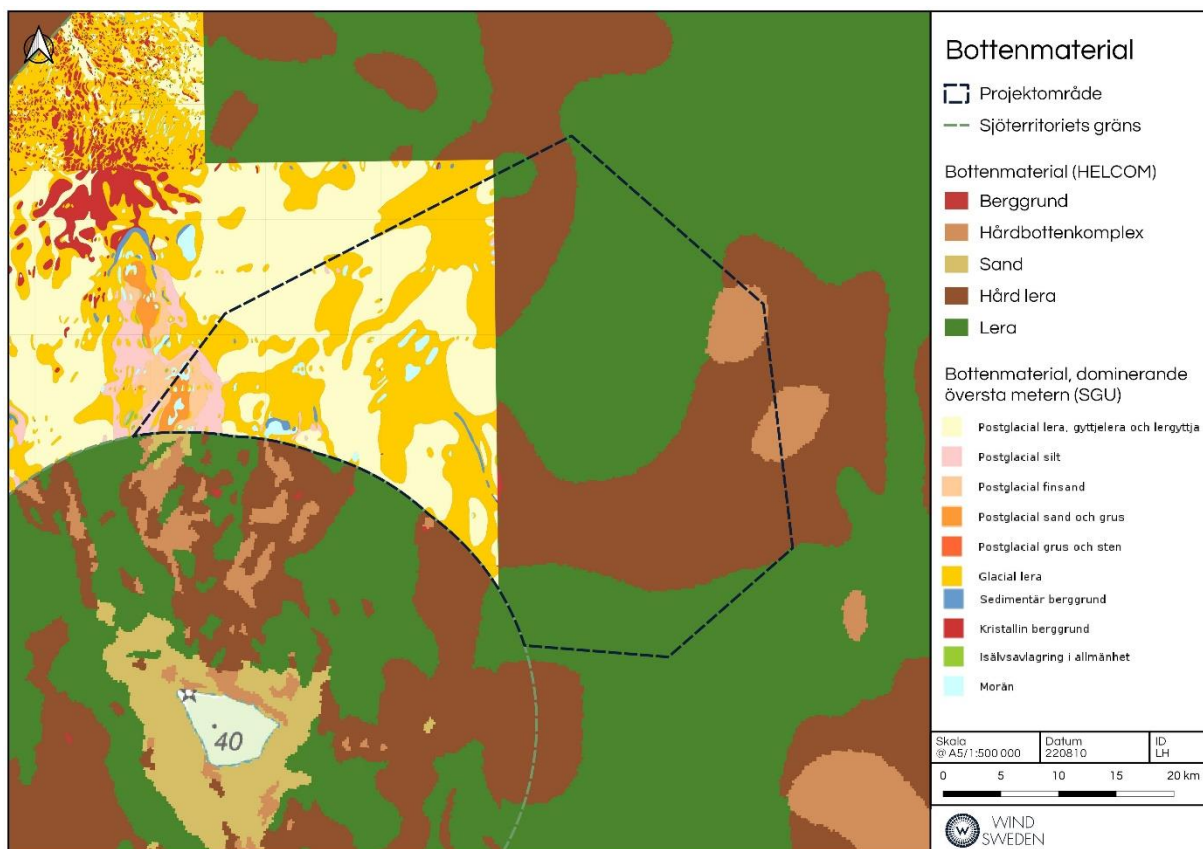 Bottenmaterial
Projektområde
Sjöterritoriets gräns
Bottenmaterial (HELCOM)
Berggrund
Hårdbottenkomplex
Sand
Hård lera
Lera
Bottenmaterial, dominerande
översta metern (SGU)
Postglacial lera, gyttjelera och lergyttja
Postglacial silt
Postglacial finsand
Postglacial sand och grus
Postglacial grus och sten
Glacial lera
Sedimentär berggrund
Kristallin berggrund
Isälvsavlagring i allmänhet
Morän
40
Skala
@ A5/1:500 000
Datum
220810
ID
LH
0 5 10 15 20 km
W
WIND
SWEDEN